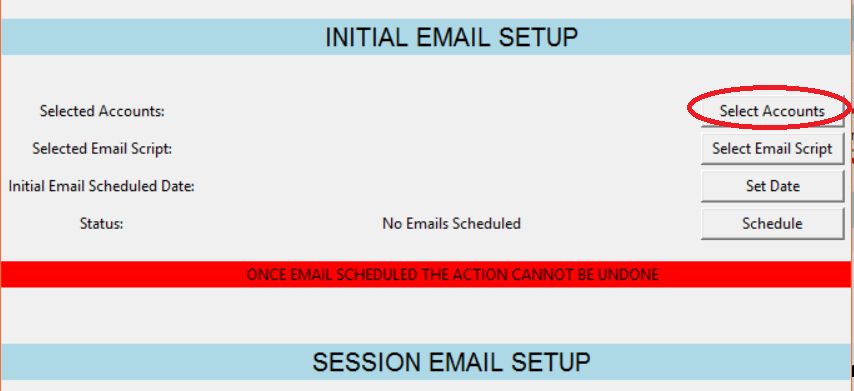 INITIAL EMAIL SETUP
Selected Accounts: Select Accounts
Selected Email Script: Select Email Script
Initial Email Scheduled Date: Set Date
Status: No Emails Scheduled Schedule
ONCE EMAIL SCHEDULED THE ACTION CANNOT BE UNDONE
SESSION EMAIL SETUP